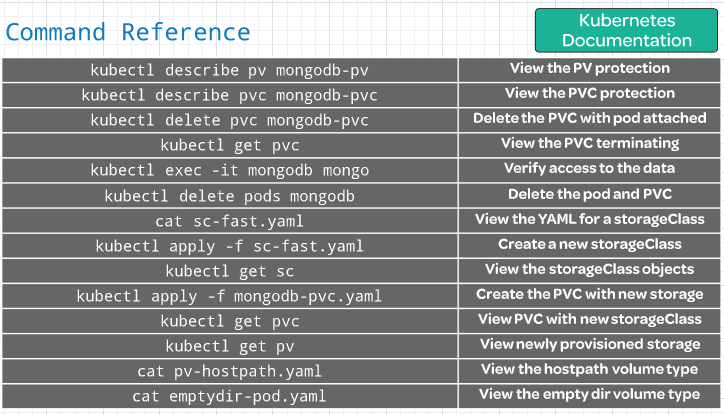 Command Reference
Kubernetes
Documentation
kubectl describe pv mongodb-pv View the PV protection
kubectl describe pvc mongodb-pvc View the PVC protection
kubectl delete pvc mongodb-pvc Delete the PVC with pod attached
kubectl get pvc View the PVC terminating
kubectl exec -it mongodb mongo Verify access to the data
kubectl delete pods mongodb Delete the pod and PVC
cat sc-fast.yaml View the YAML for a storageClass
kubectl apply -f sc-fast.yaml Create a new storageClass
kubectl get sc View the storageClass objects
kubectl apply -f mongodb-pvc.yaml Create the PVC with new storage
kubectl get pvc View PVC with new storageClass
kubectl get pv View newly provisioned storage
cat pv-hostpath.yaml View the hostpath volume type
cat emptydir-pod.yaml View the empty dir volume type